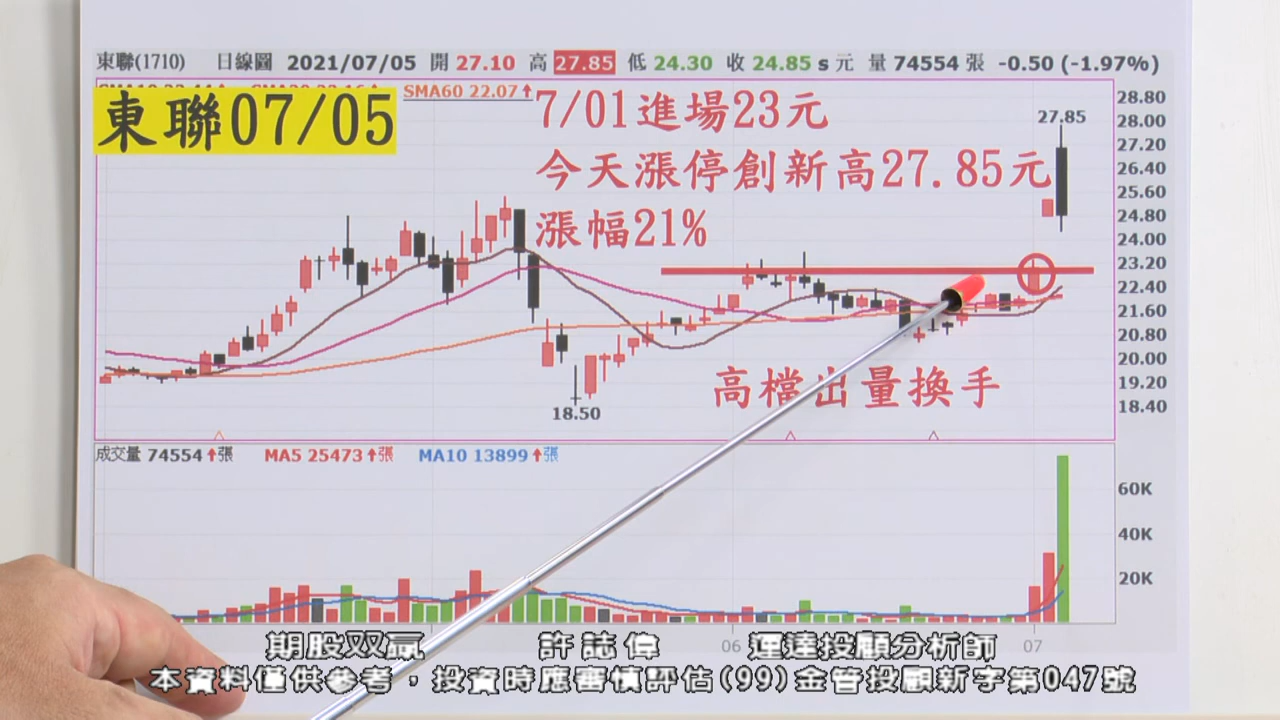 東聯(1710) 日線圖 2021/07/05 開 27.10 高 27.85 低 24.30 收 24.85 s 元 量 74554 張 -0.50 (-1.97%)
SMA60 22.07↑
東聯07/05
7/01進場23元
今天漲停創新高27.85元
漲幅21%
27.85
28.80
28.00
27.20
26.40
25.60
24.80
24.00
23.20
22.40
21.60
20.80
20.00
19.20
18.40
高檔出量換手
18.50
成交量 74554↑張 MA5 25473↑張 MA10 13899↑張
60K
40K
20K
06 07
期股双贏 許誌偉 運達投顧分析師
本資料僅供參考，投資時應審慎評估(99)金管投顧新字第047號